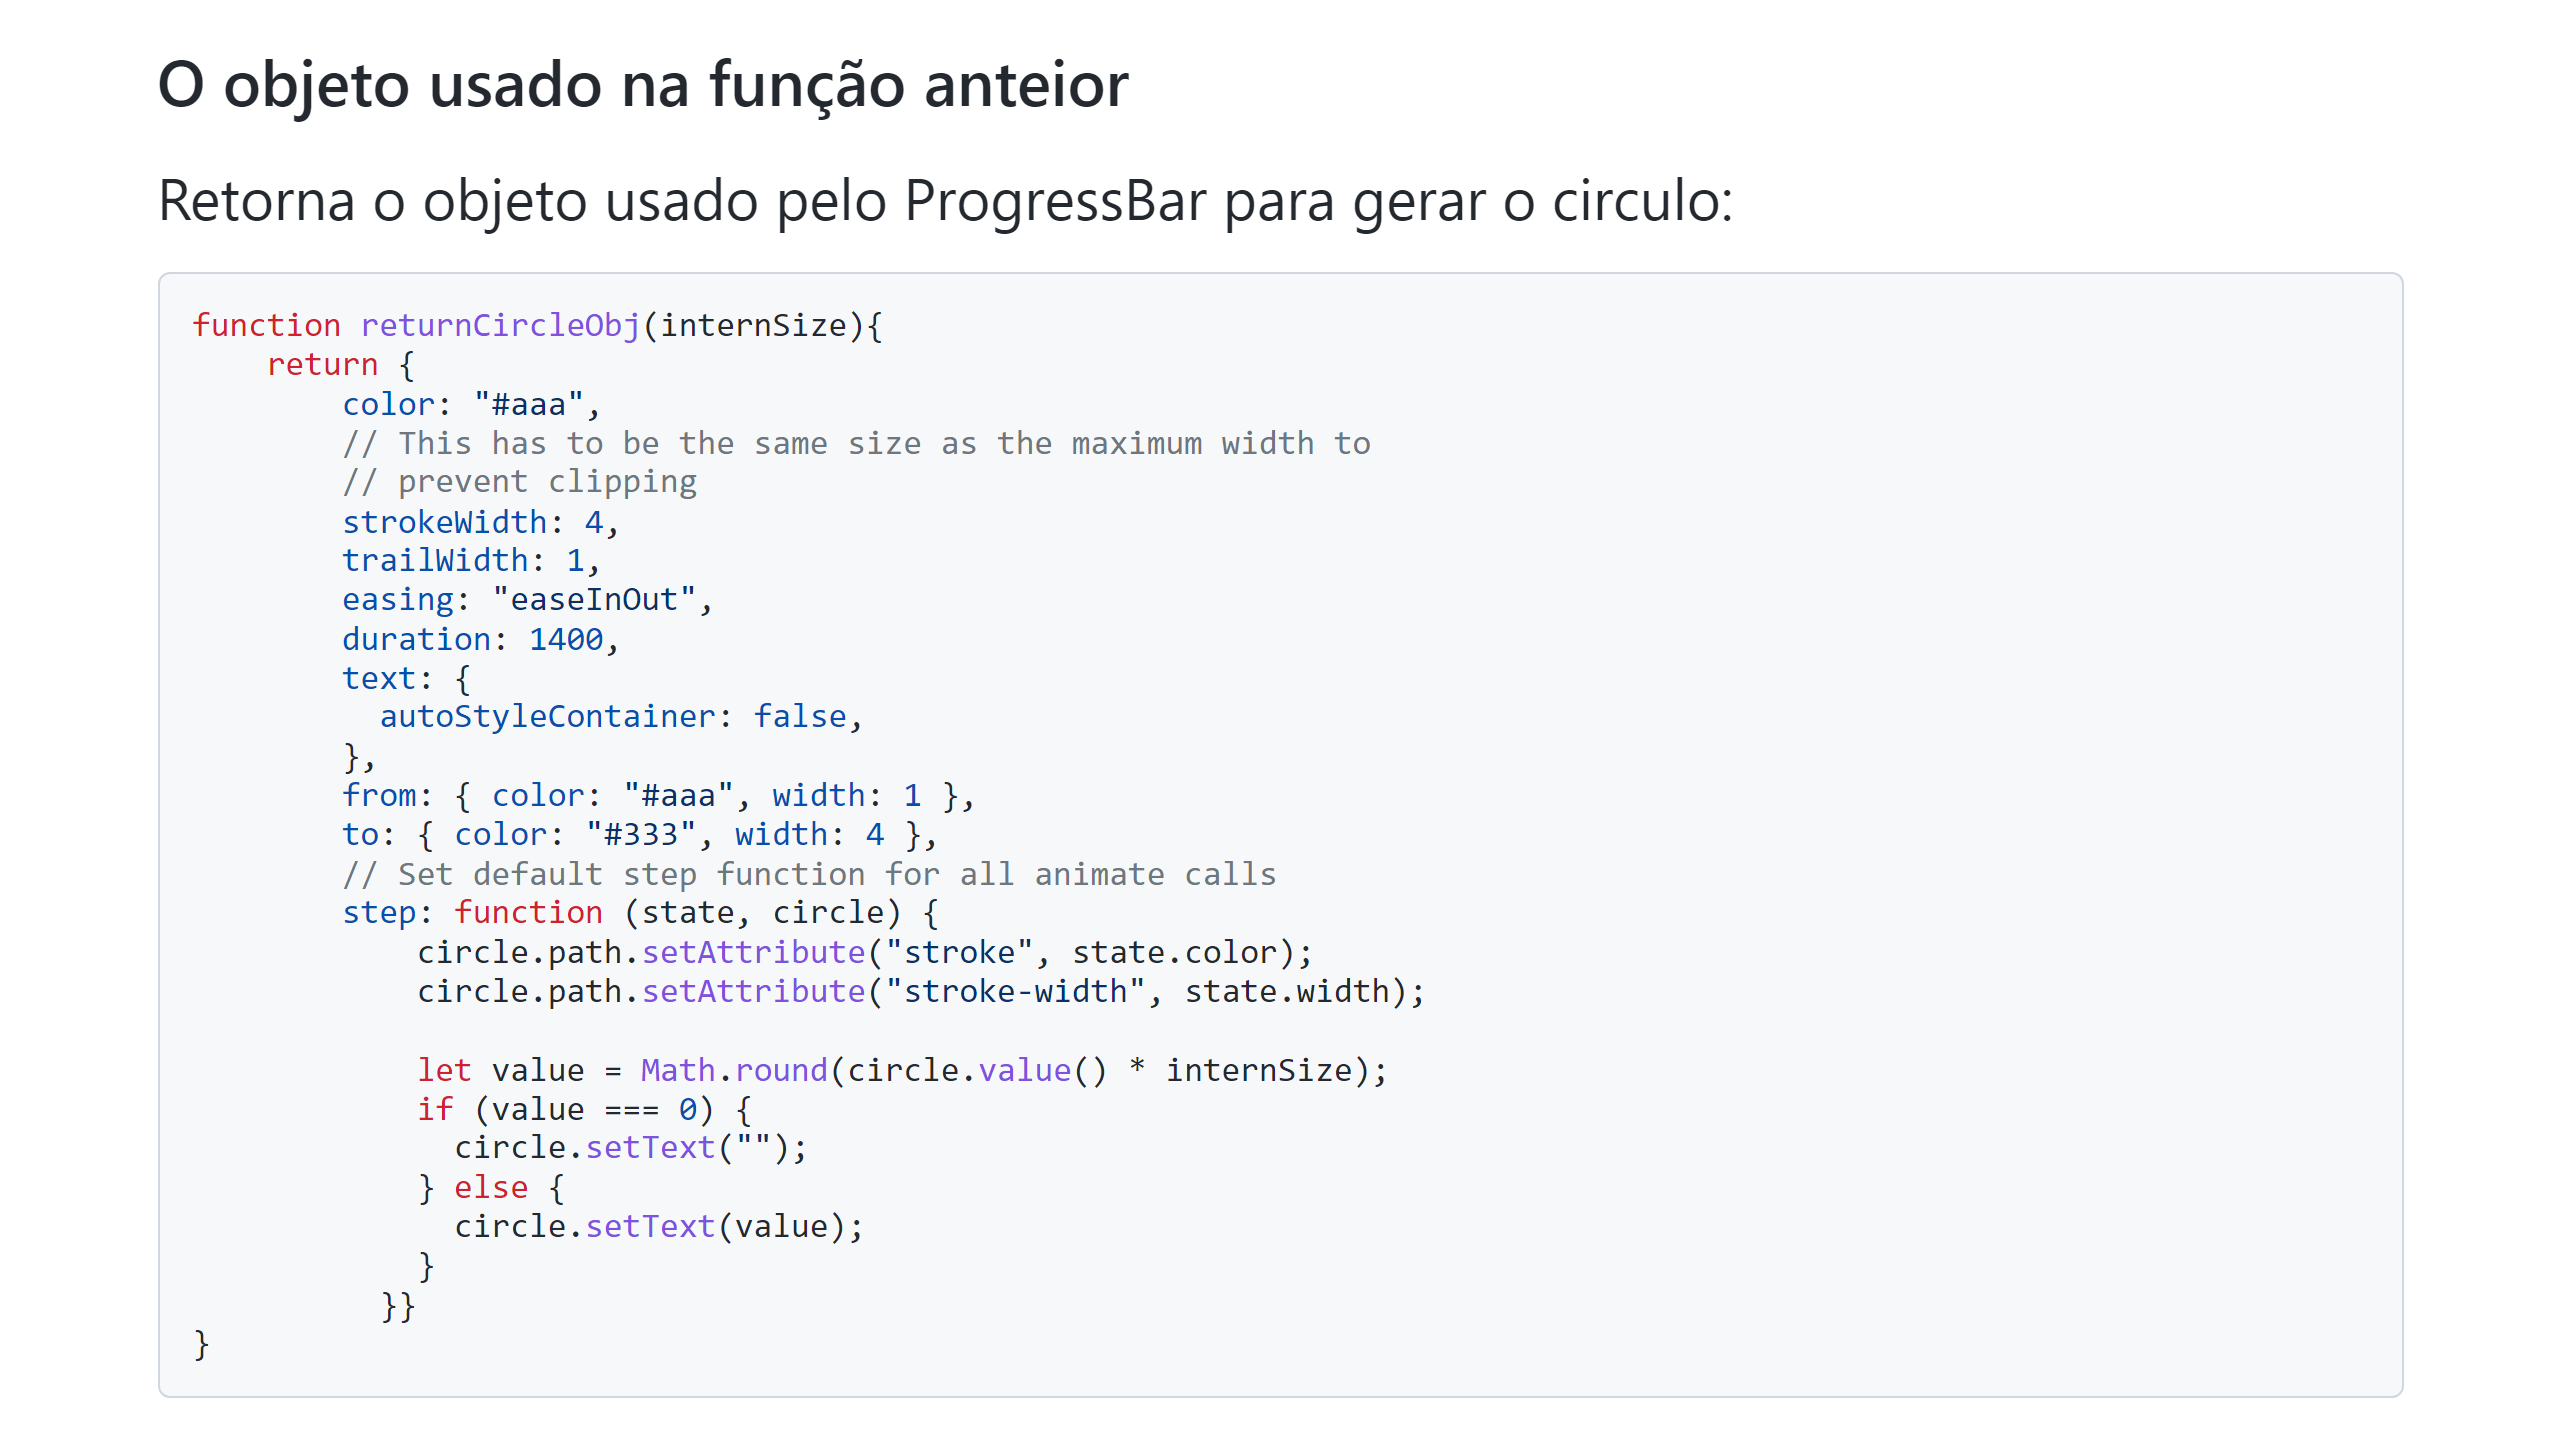 O objeto usado na função anteior
Retorna o objeto usado pelo ProgressBar para gerar o circulo:
function returnCircleObj(internSize){
    return {
        color: "#aaa",
        // This has to be the same size as the maximum width to
        // prevent clipping
        strokeWidth: 4,
        trailWidth: 1,
        easing: "easeInOut",
        duration: 1400,
        text: {
          autoStyleContainer: false,
        },
        from: { color: "#aaa", width: 1 },
        to: { color: "#333", width: 4 },
        // Set default step function for all animate calls
        step: function (state, circle) {
            circle.path.setAttribute("stroke", state.color);
            circle.path.setAttribute("stroke-width", state.width);

            let value = Math.round(circle.value() * internSize);
            if (value === 0) {
              circle.setText("");
            } else {
              circle.setText(value);
            }
          }}
}